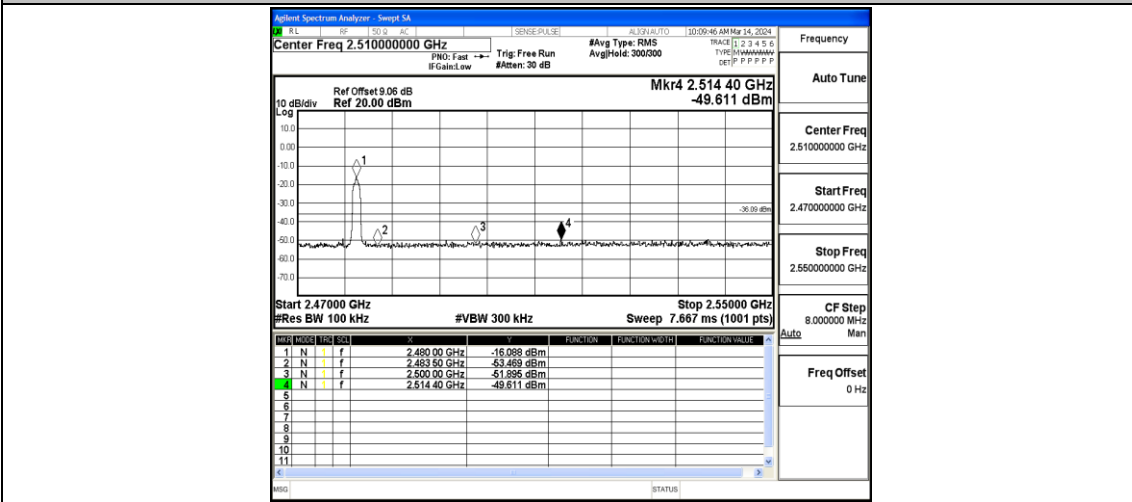 Agilent Spectrum Analyzer - Swept SA
RL RF 50 Ω AC SENSE:PULSE ALIGN AUTO 10:09:46 AM Mar 14, 2024
Center Freq 2.510000000 GHz
PNO: Fast
IFGain:Low
Trig: Free Run
#Atten: 30 dB
#Avg Type: RMS
Avg|Hold: 300/300
TRACE 1 2 3 4 5 6
TYPE MWWWWW
DET P P P P P P
Mkr4 2.514 40 GHz
-49.611 dBm
Ref Offset 9.06 dB
10 dB/div Ref 20.00 dBm
Log
10.0
0.00
-10.0
-20.0
-30.0
-40.0
-50.0
-60.0
-70.0
1
2
3
4
-36.09 dBm
Start 2.47000 GHz Stop 2.55000 GHz
#Res BW 100 kHz #VBW 300 kHz Sweep 7.667 ms (1001 pts)
MKR MODE TRC SCL X Y FUNCTION FUNCTION WIDTH FUNCTION VALUE
1 N 1 f 2.480 00 GHz -16.088 dBm
2 N 1 f 2.483 50 GHz -53.469 dBm
3 N 1 f 2.500 00 GHz -51.895 dBm
4 N 1 f 2.514 40 GHz -49.611 dBm
5
6
7
8
9
10
11
MSG STATUS
Frequency
Auto Tune
Center Freq
2.510000000 GHz
Start Freq
2.470000000 GHz
Stop Freq
2.550000000 GHz
CF Step
8.000000 MHz
Auto Man
Freq Offset
0 Hz